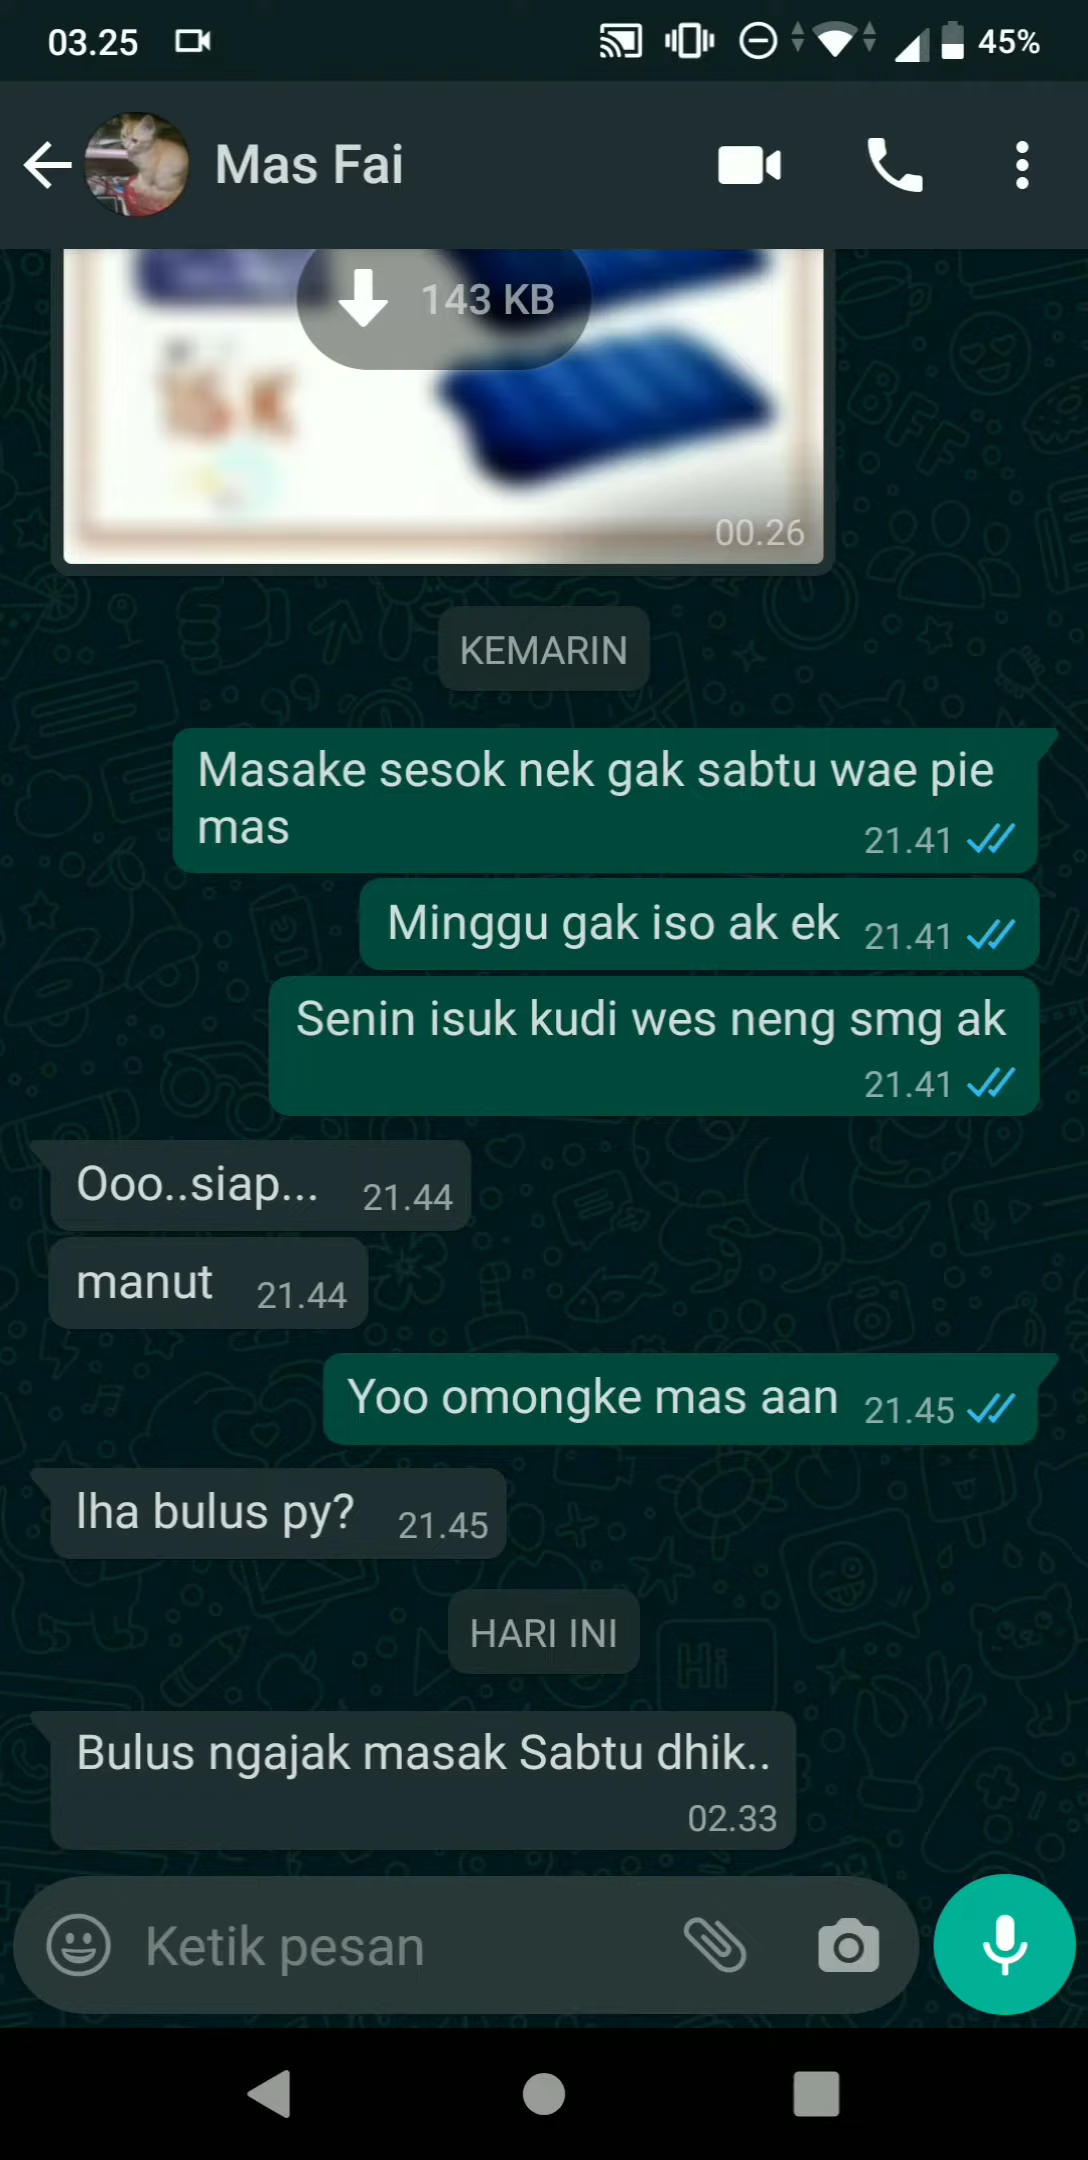 03.25
45%
Mas Fai
143 KB
00.26
KEMARIN
Masake sesok nek gak sabtu wae pie
mas
21.41
Minggu gak iso ak ek 21.41
Senin isuk kudi wes neng smg ak
21.41
Ooo..siap... 21.44
manut 21.44
Yoo omongke mas aan 21.45
lha bulus py? 21.45
HARI INI
Bulus ngajak masak Sabtu dhik..
02.33
Ketik pesan